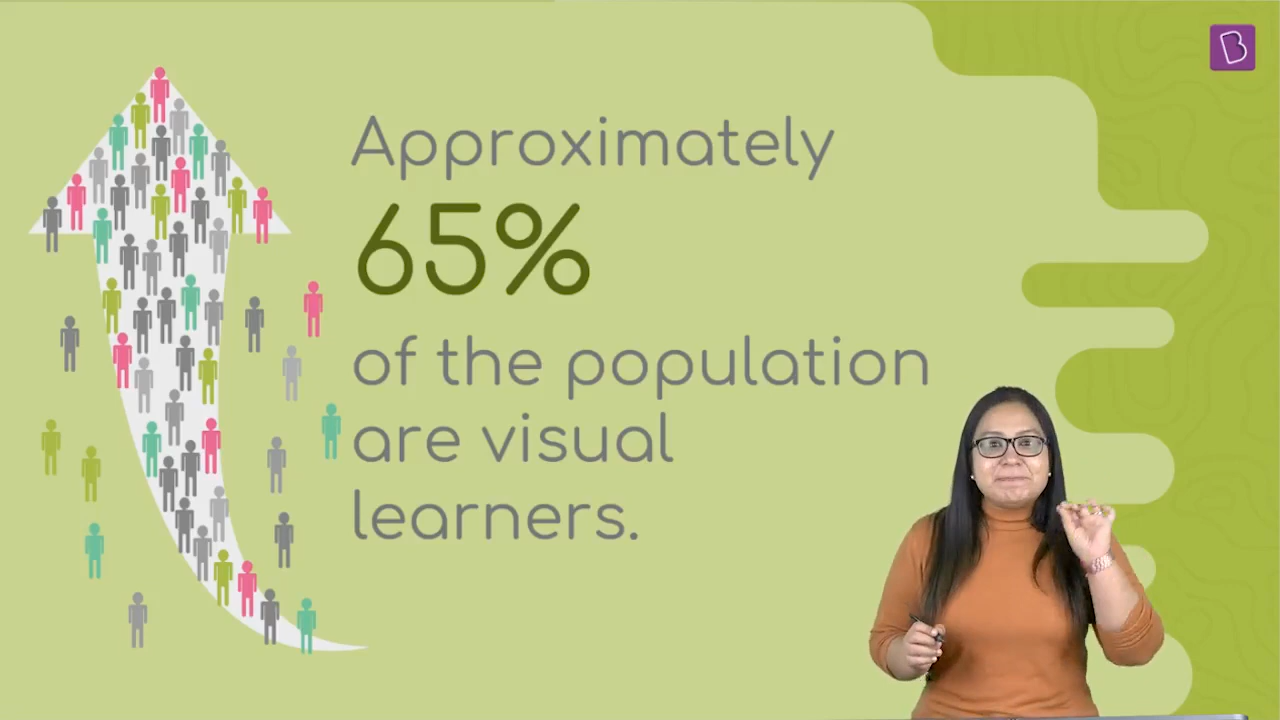 Approximately
65%
of the population
are visual
learners.
B